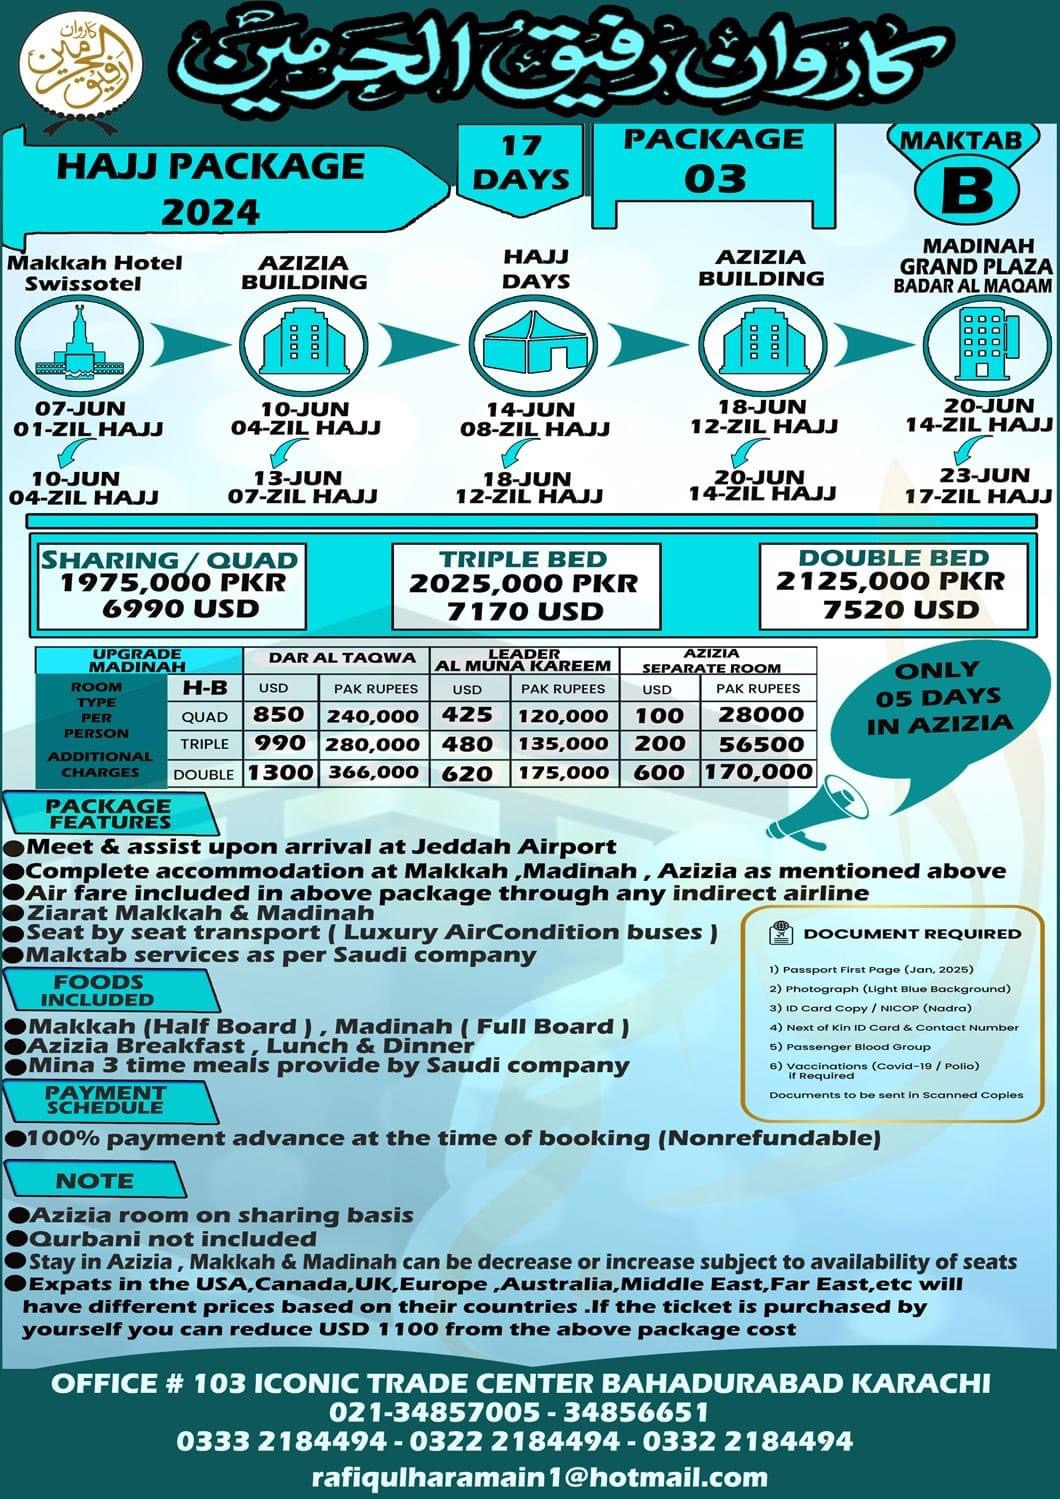 کاروان رفیق الحرمین
کاروان رفیق الحرمین
HAJJ PACKAGE
2024
17
DAYS
PACKAGE
03
MAKTAB
B
Makkah Hotel
Swissotel
07-JUN
01-ZIL HAJJ
10-JUN
04-ZIL HAJJ
AZIZIA
BUILDING
10-JUN
04-ZIL HAJJ
13-JUN
07-ZIL HAJJ
HAJJ
DAYS
14-JUN
08-ZIL HAJJ
18-JUN
12-ZIL HAJJ
AZIZIA
BUILDING
18-JUN
12-ZIL HAJJ
20-JUN
14-ZIL HAJJ
MADINAH
GRAND PLAZA
BADAR AL MAQAM
20-JUN
14-ZIL HAJJ
23-JUN
17-ZIL HAJJ
SHARING / QUAD
1975,000 PKR
6990 USD
TRIPLE BED
2025,000 PKR
7170 USD
DOUBLE BED
2125,000 PKR
7520 USD
UPGRADE MADINAH DAR AL TAQWA LEADER AL MUNA KAREEM AZIZIA SEPARATE ROOM
ROOM TYPE PER PERSON ADDITIONAL CHARGES
H-B USD PAK RUPEES USD PAK RUPEES USD PAK RUPEES
QUAD 850 240,000 425 120,000 100 28000
TRIPLE 990 280,000 480 135,000 200 56500
DOUBLE 1300 366,000 620 175,000 600 170,000
ONLY
05 DAYS
IN AZIZIA
PACKAGE
FEATURES
●Meet & assist upon arrival at Jeddah Airport
●Complete accommodation at Makkah ,Madinah , Azizia as mentioned above
●Air fare included in above package through any indirect airline
●Ziarat Makkah & Madinah
●Seat by seat transport ( Luxury AirCondition buses )
●Maktab services as per Saudi company
FOODS
INCLUDED
●Makkah (Half Board ) , Madinah ( Full Board )
●Azizia Breakfast , Lunch & Dinner
●Mina 3 time meals provide by Saudi company
DOCUMENT REQUIRED
1) Passport First Page (Jan, 2025)
2) Photograph (Light Blue Background)
3) ID Card Copy / NICOP (Nadra)
4) Next of Kin ID Card & Contact Number
5) Passenger Blood Group
6) Vaccinations (Covid-19 / Polio)
if Required
Documents to be sent in Scanned Copies
PAYMENT
SCHEDULE
●100% payment advance at the time of booking (Nonrefundable)
NOTE
●Azizia room on sharing basis
●Qurbani not included
●Stay in Azizia , Makkah & Madinah can be decrease or increase subject to availability of seats
●Expats in the USA,Canada,UK,Europe ,Australia,Middle East,Far East,etc will
have different prices based on their countries .If the ticket is purchased by
yourself you can reduce USD 1100 from the above package cost
OFFICE # 103 ICONIC TRADE CENTER BAHADURABAD KARACHI
021-34857005 - 34856651
0333 2184494 - 0322 2184494 - 0332 2184494
rafiqulharamain1@hotmail.com